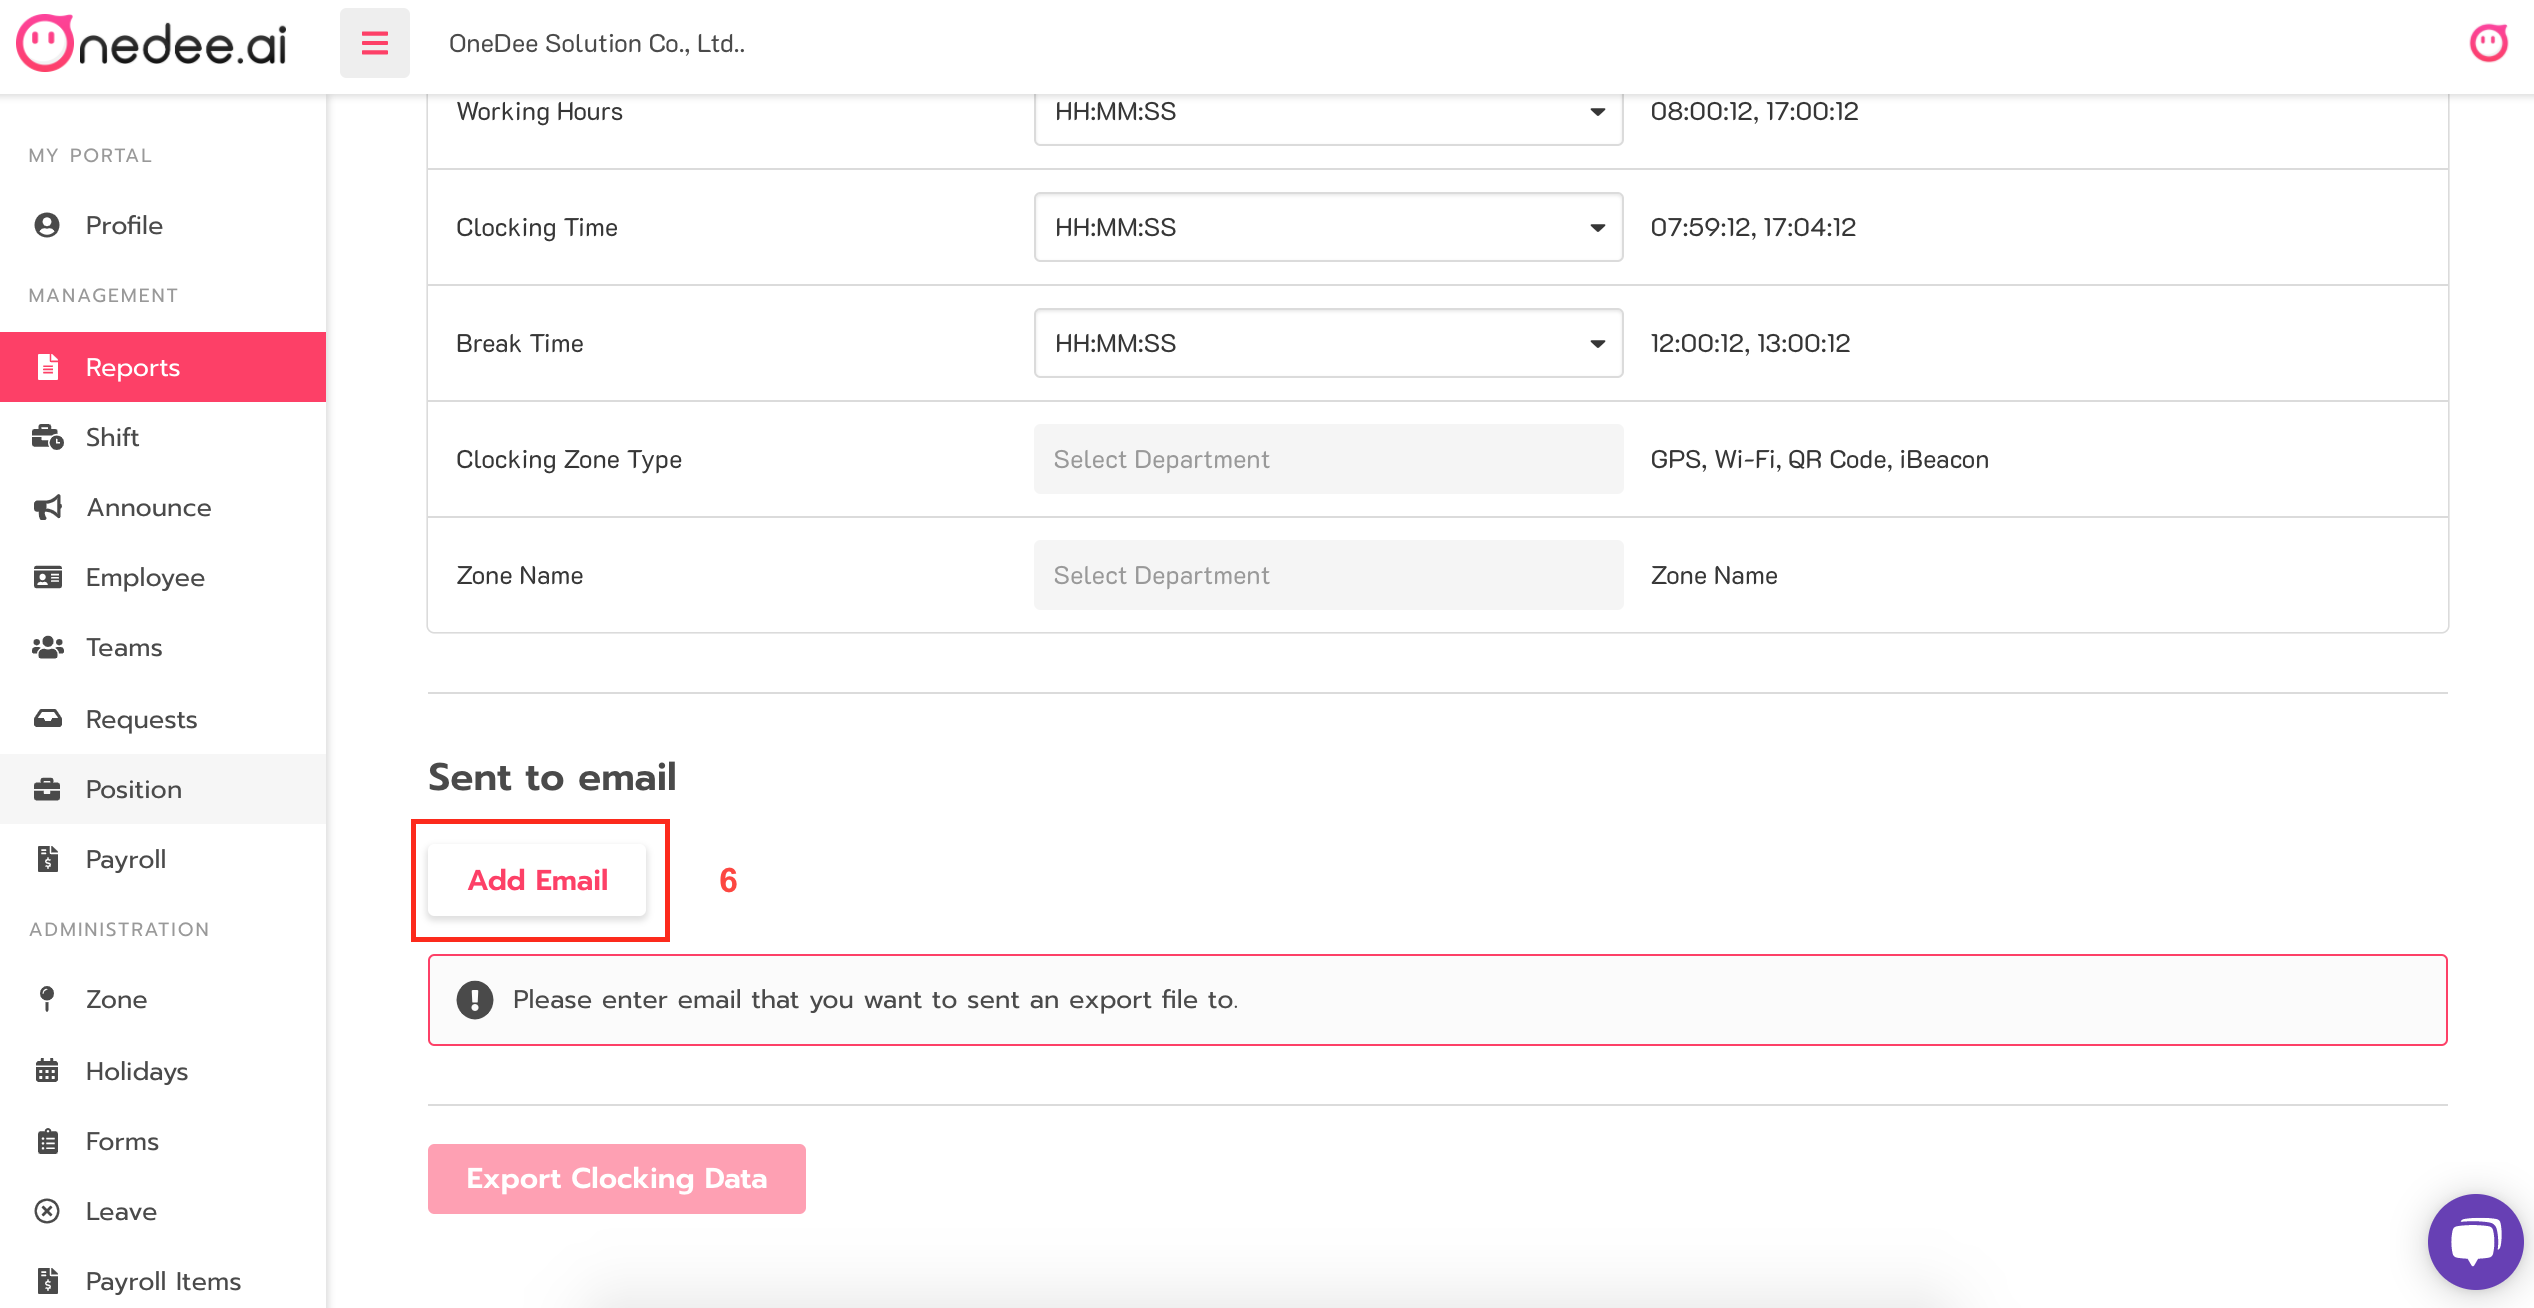 Onedee.ai
OneDee Solution Co., Ltd..
MY PORTAL
Profile
MANAGEMENT
Reports
Shift
Announce
Employee
Teams
Requests
Position
Payroll
ADMINISTRATION
Zone
Holidays
Forms
Leave
Payroll Items
Working Hours HH:MM:SS 08:00:12, 17:00:12
Clocking Time HH:MM:SS 07:59:12, 17:04:12
Break Time HH:MM:SS 12:00:12, 13:00:12
Clocking Zone Type Select Department GPS, Wi-Fi, QR Code, iBeacon
Zone Name Select Department Zone Name
Sent to email
Add Email 6
Please enter email that you want to sent an export file to.
Export Clocking Data